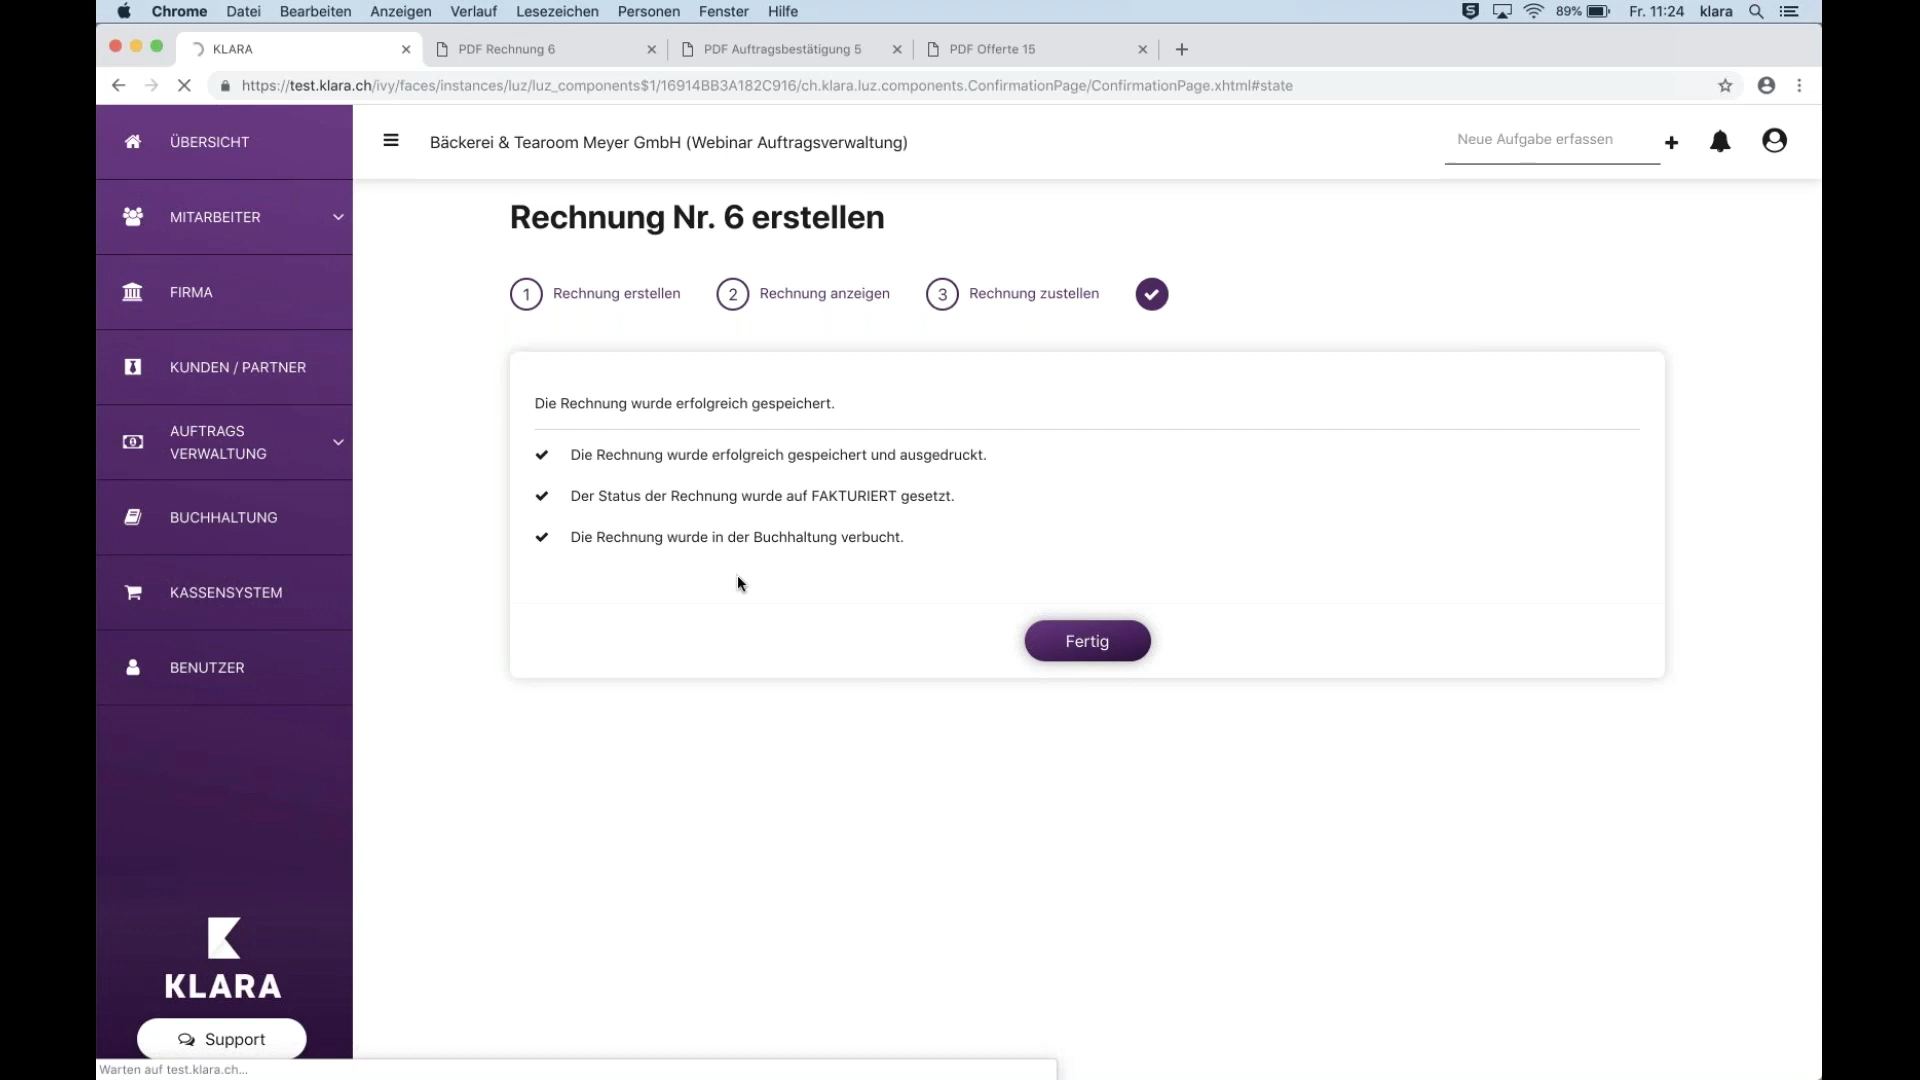 Chrome Datei Bearbeiten Anzeigen Verlauf Lesezeichen Personen Fenster Hilfe 89% Fr. 11:24 klara
KLARA PDF Rechnung 6 PDF Auftragsbestätigung 5 PDF Offerte 15
https://test.klara.ch/ivy/faces/instances/luz/luz_components$1/16914BB3A182C916/ch.klara.luz.components.ConfirmationPage/ConfirmationPage.xhtml#state
ÜBERSICHT
MITARBEITER
FIRMA
KUNDEN / PARTNER
AUFTRAGS
VERWALTUNG
BUCHHALTUNG
KASSENSYSTEM
BENUTZER
KLARA
Support
Warten auf test.klara.ch...
Bäckerei & Tearoom Meyer GmbH (Webinar Auftragsverwaltung)
Neue Aufgabe erfassen
Rechnung Nr. 6 erstellen
1 Rechnung erstellen 2 Rechnung anzeigen 3 Rechnung zustellen
Die Rechnung wurde erfolgreich gespeichert.
Die Rechnung wurde erfolgreich gespeichert und ausgedruckt.
Der Status der Rechnung wurde auf FAKTURIERT gesetzt.
Die Rechnung wurde in der Buchhaltung verbucht.
Fertig